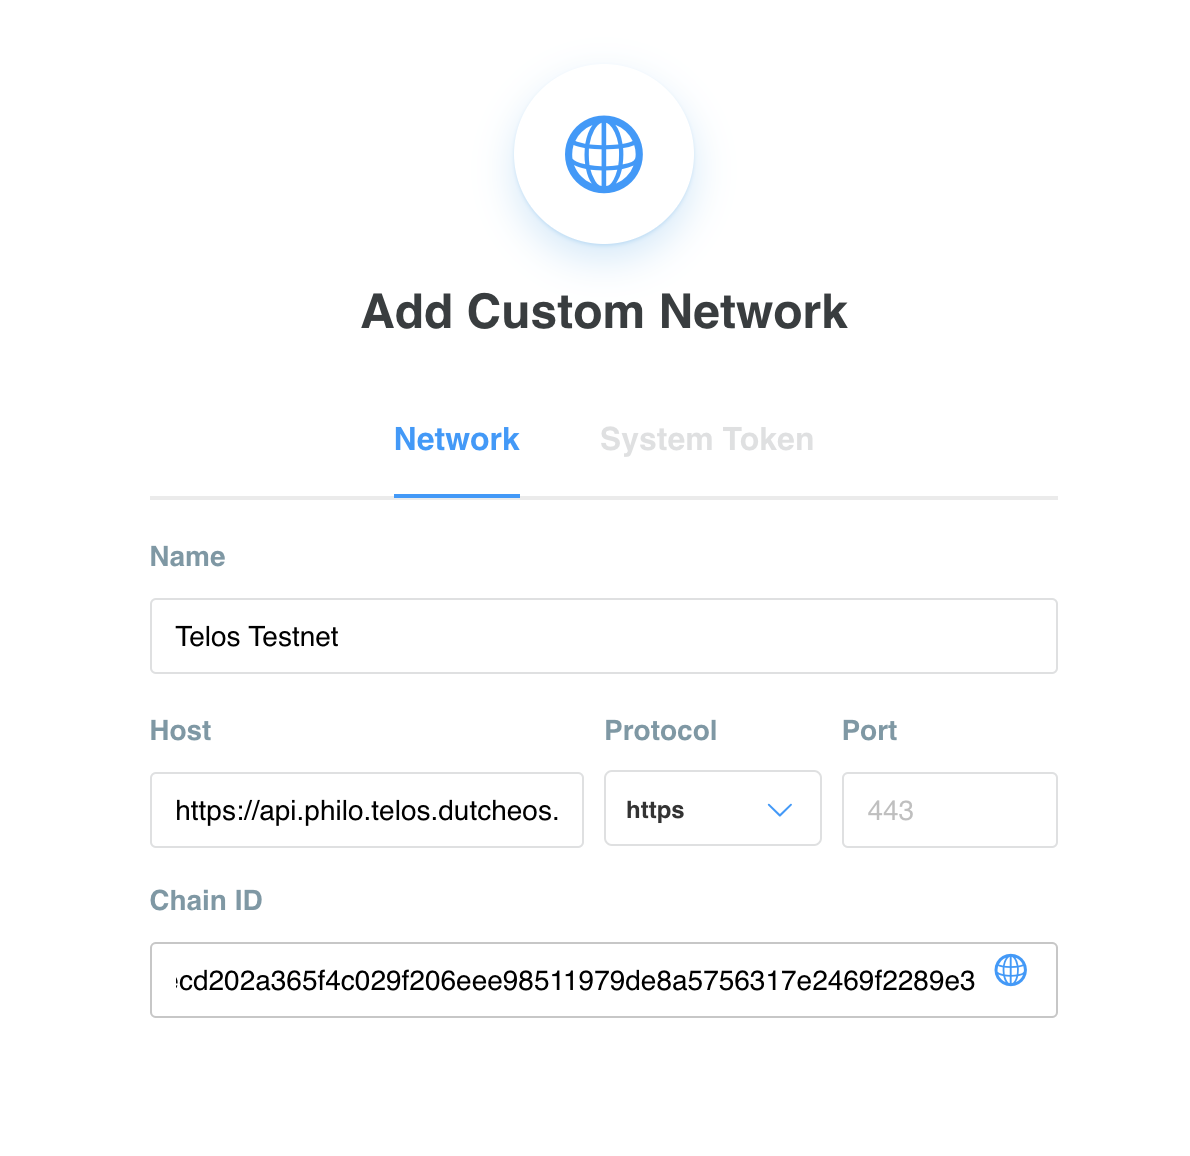 Add Custom Network
Network System Token
Name
Telos Testnet
Host Protocol Port
https://api.philo.telos.dutcheos. https 443
Chain ID
cd202a365f4c029f206eee98511979de8a5756317e2469f2289e3